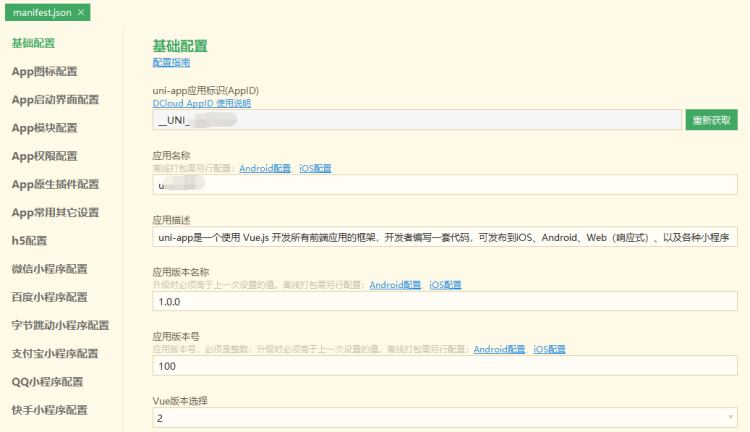 manifest.json ×
基础配置
App图标配置
App启动界面配置
App模块配置
App权限配置
App原生插件配置
App常用其它设置
h5配置
微信小程序配置
百度小程序配置
字节跳动小程序配置
支付宝小程序配置
QQ小程序配置
快手小程序配置
基础配置
配置指南
uni-app应用标识(AppID)
DCloud AppID 使用说明
__UNI_
重新获取
应用名称
离线打包需另行配置：Android配置、iOS配置
应用描述
uni-app是一个使用 Vue.js 开发所有前端应用的框架，开发者编写一套代码，可发布到iOS、Android、Web（响应式）、以及各种小程序
应用版本名称
升级时必须高于上一次设置的值。离线打包需另行配置：Android配置、iOS配置
1.0.0
应用版本号
应用版本号，必须是整数；升级时必须高于上一次设置的值。离线打包需另行配置：Android配置、iOS配置
100
Vue版本选择
2